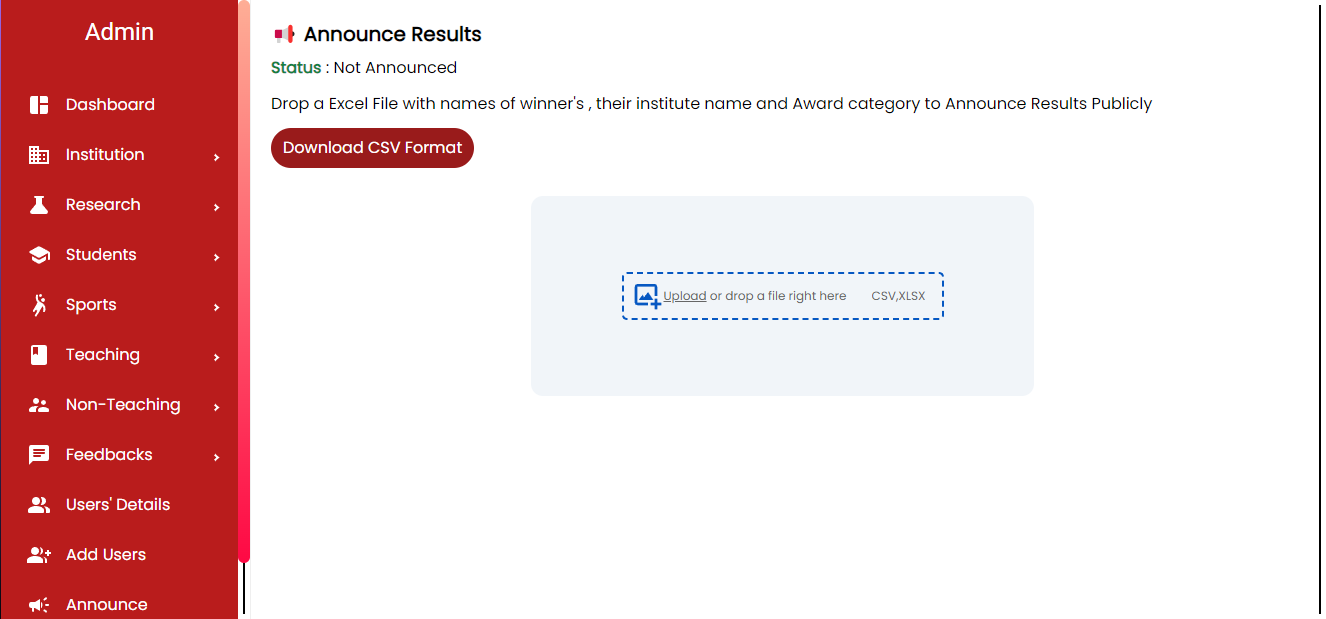 Admin
Dashboard
Institution
Research
Students
Sports
Teaching
Non-Teaching
Feedbacks
Users' Details
Add Users
Announce
Announce Results
Status : Not Announced
Drop a Excel File with names of winner's , their institute name and Award category to Announce Results Publicly
Download CSV Format
Upload or drop a file right here CSV,XLSX